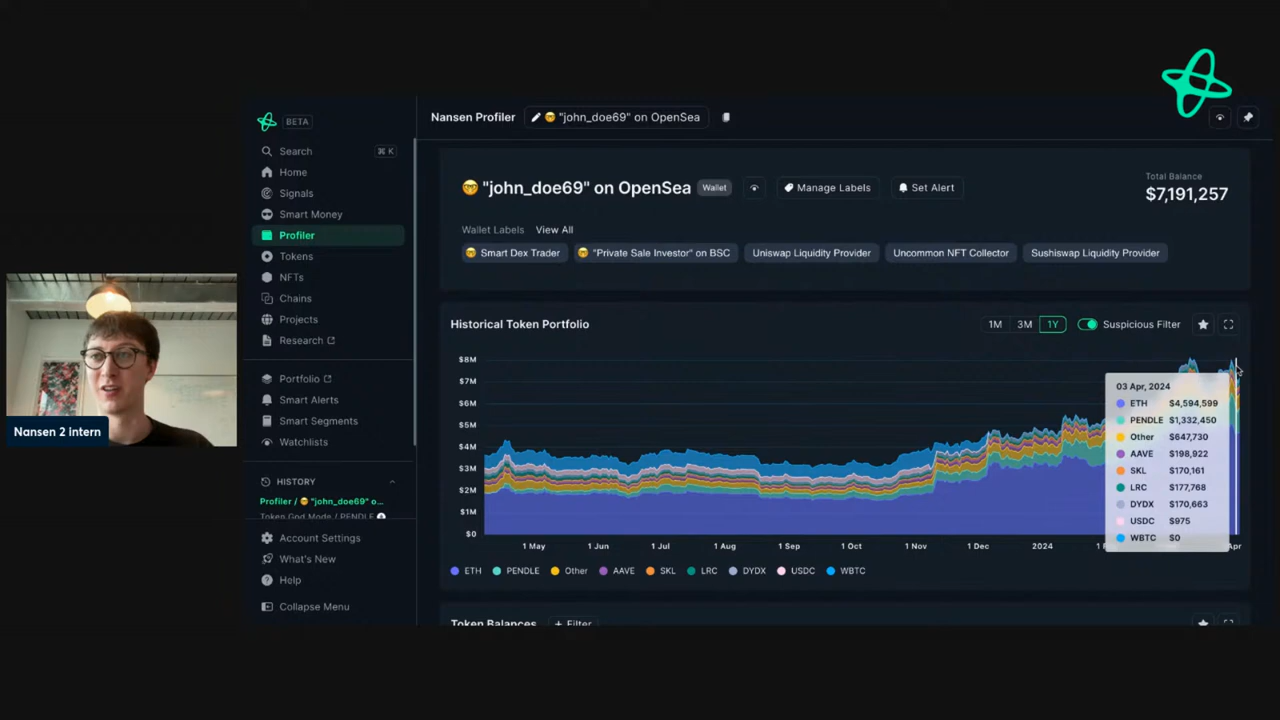 BETA
Search
⌘ K
Home
Signals
Smart Money
Profiler
Tokens
NFTs
Chains
Projects
Research
Portfolio
Smart Alerts
Smart Segments
Watchlists
HISTORY
Profiler / 🤓 "john_doe69" o...
Token God Mode / PENDLE
Account Settings
What's New
Help
Collapse Menu
Nansen 2 intern
Nansen Profiler
🤓 "john_doe69" on OpenSea
🤓 "john_doe69" on OpenSea
Wallet
Manage Labels
Set Alert
Total Balance
$7,191,257
Wallet Labels View All
🤓 Smart Dex Trader
🤓 "Private Sale Investor" on BSC
Uniswap Liquidity Provider
Uncommon NFT Collector
Sushiswap Liquidity Provider
Historical Token Portfolio
1M 3M 1Y
Suspicious Filter
$8M
$7M
$6M
$5M
$4M
$3M
$2M
$1M
$0
03 Apr, 2024
ETH $4,594,599
PENDLE $1,332,450
Other $647,730
AAVE $198,922
SKL $170,161
LRC $177,768
DYDX $170,663
USDC $975
WBTC $0
1 May 1 Jun 1 Jul 1 Aug 1 Sep 1 Oct 1 Nov 1 Dec 2024
ETH PENDLE Other AAVE SKL LRC DYDX USDC WBTC
Token Balances + Filter